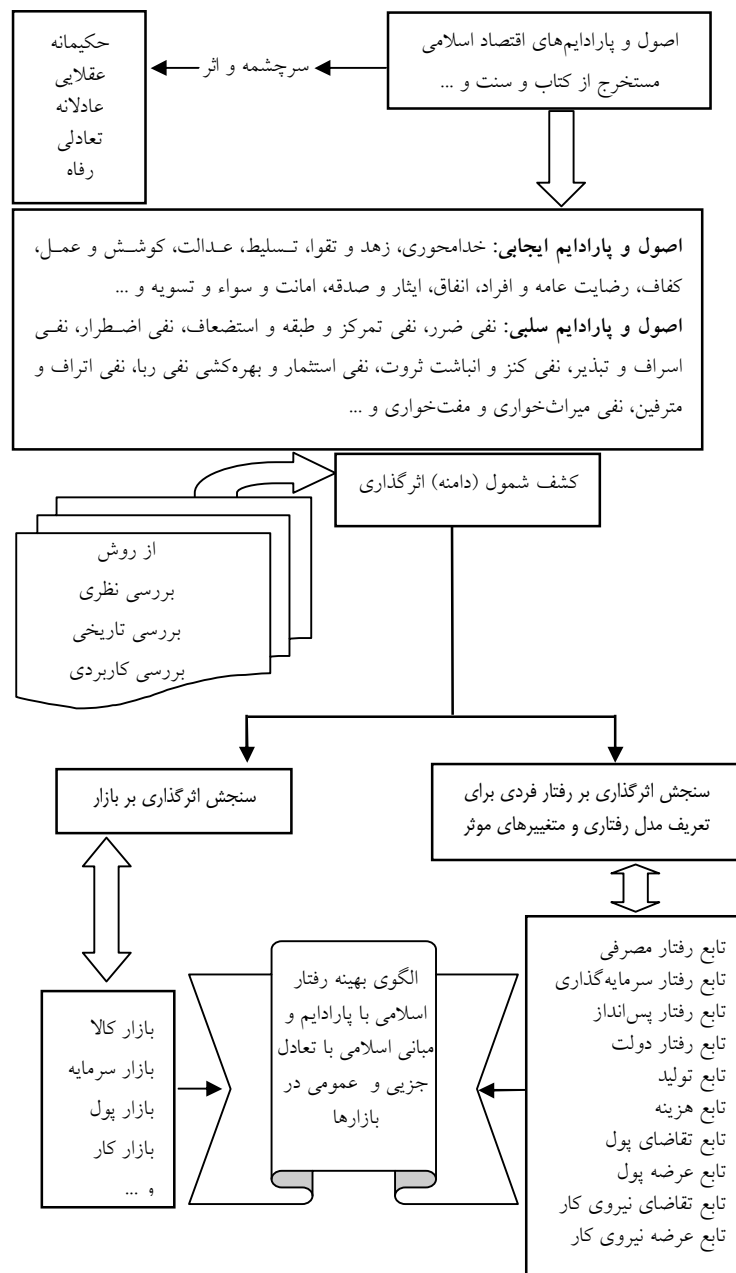 اصول و پارادایم‌های اقتصاد اسلامی
مستخرج از کتاب و سنت و ...
سرچشمه و اثر
حکیمانه
عقلایی
عادلانه
تعادلی
رفاه
اصول و پارادایم ایجابی: خدامحوری، زهد و تقوا، تسلیط، عدالت، کوشش و عمل،
کفاف، رضایت عامه و افراد، انفاق، ایثار و صدقه، امانت و سواء و تسویه و ...
اصول و پارادایم سلبی: نفی ضرر، نفی تمرکز و طبقه و استضعاف، نفی اضطرار، نفی
اسراف و تبذیر، نفی کنز و انباشت ثروت، نفی استثمار و بهره‌کشی نفی ربا، نفی اتراف و
مترفین، نفی میراث‌خواری و مفت‌خواری و ...
کشف شمول (دامنه) اثرگذاری
از روش
بررسی نظری
بررسی تاریخی
بررسی کاربردی
سنجش اثرگذاری بر رفتار فردی برای
تعریف مدل رفتاری و متغییرهای موثر
سنجش اثرگذاری بر بازار
تابع رفتار مصرفی
تابع رفتار سرمایه‌گذاری
تابع رفتار پس‌انداز
تابع رفتار دولت
تابع تولید
تابع هزینه
تابع تقاضای پول
تابع عرضه پول
تابع تقاضای نیروی کار
تابع عرضه نیروی کار
الگوی بهینه رفتار
اسلامی با پارادایم و
مبانی اسلامی با تعادل
جزیی و عمومی در
بازارها
بازار کالا
بازار سرمایه
بازار پول
بازار کار
و ...